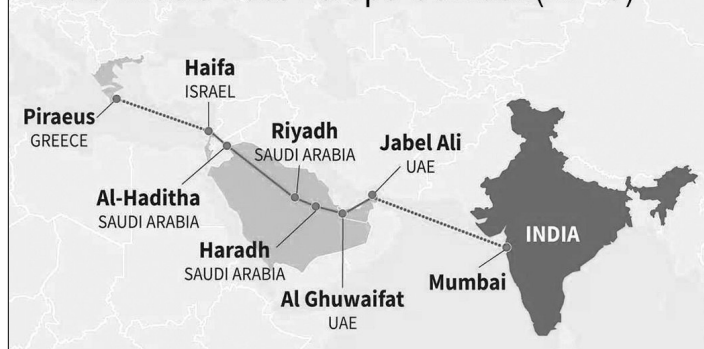 Haifa
ISRAEL
Piraeus
GREECE
Riyadh
SAUDI ARABIA
Jabel Ali
UAE
Al-Haditha
SAUDI ARABIA
Haradh
SAUDI ARABIA
INDIA
Mumbai
Al Ghuwaifat
UAE